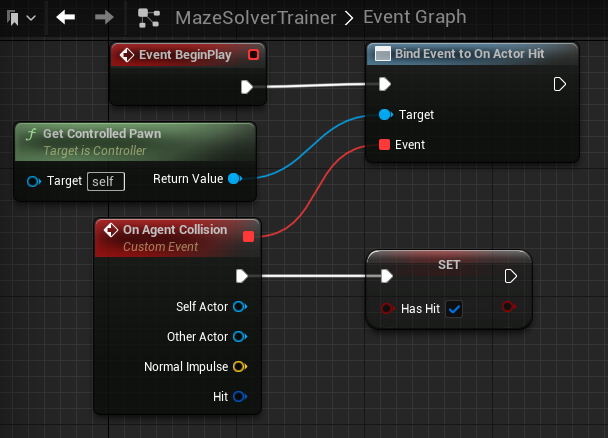 MazeSolverTrainer > Event Graph
Event BeginPlay
Bind Event to On Actor Hit
Target
Event
f Get Controlled Pawn
Target is Controller
Target self Return Value
On Agent Collision
Custom Event
Self Actor
Other Actor
Normal Impulse
Hit
SET
Has Hit